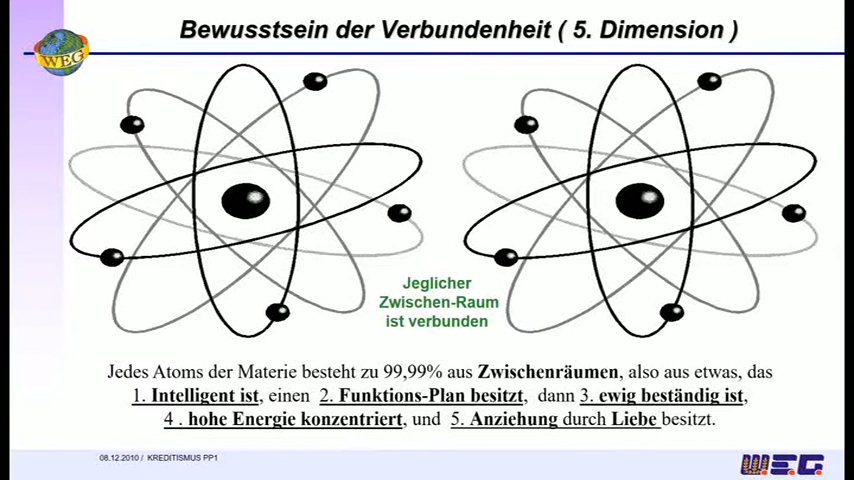 Bewusstsein der Verbundenheit ( 5. Dimension )
WEG
Jeglicher
Zwischen-Raum
ist verbunden
Jedes Atoms der Materie besteht zu 99,99% aus Zwischenräumen, also aus etwas, das
1. Intelligent ist, einen 2. Funktions-Plan besitzt, dann 3. ewig beständig ist,
4 . hohe Energie konzentriert, und 5. Anziehung durch Liebe besitzt.
08.12.2010 / KREDITISMUS PP1
W.E.G.